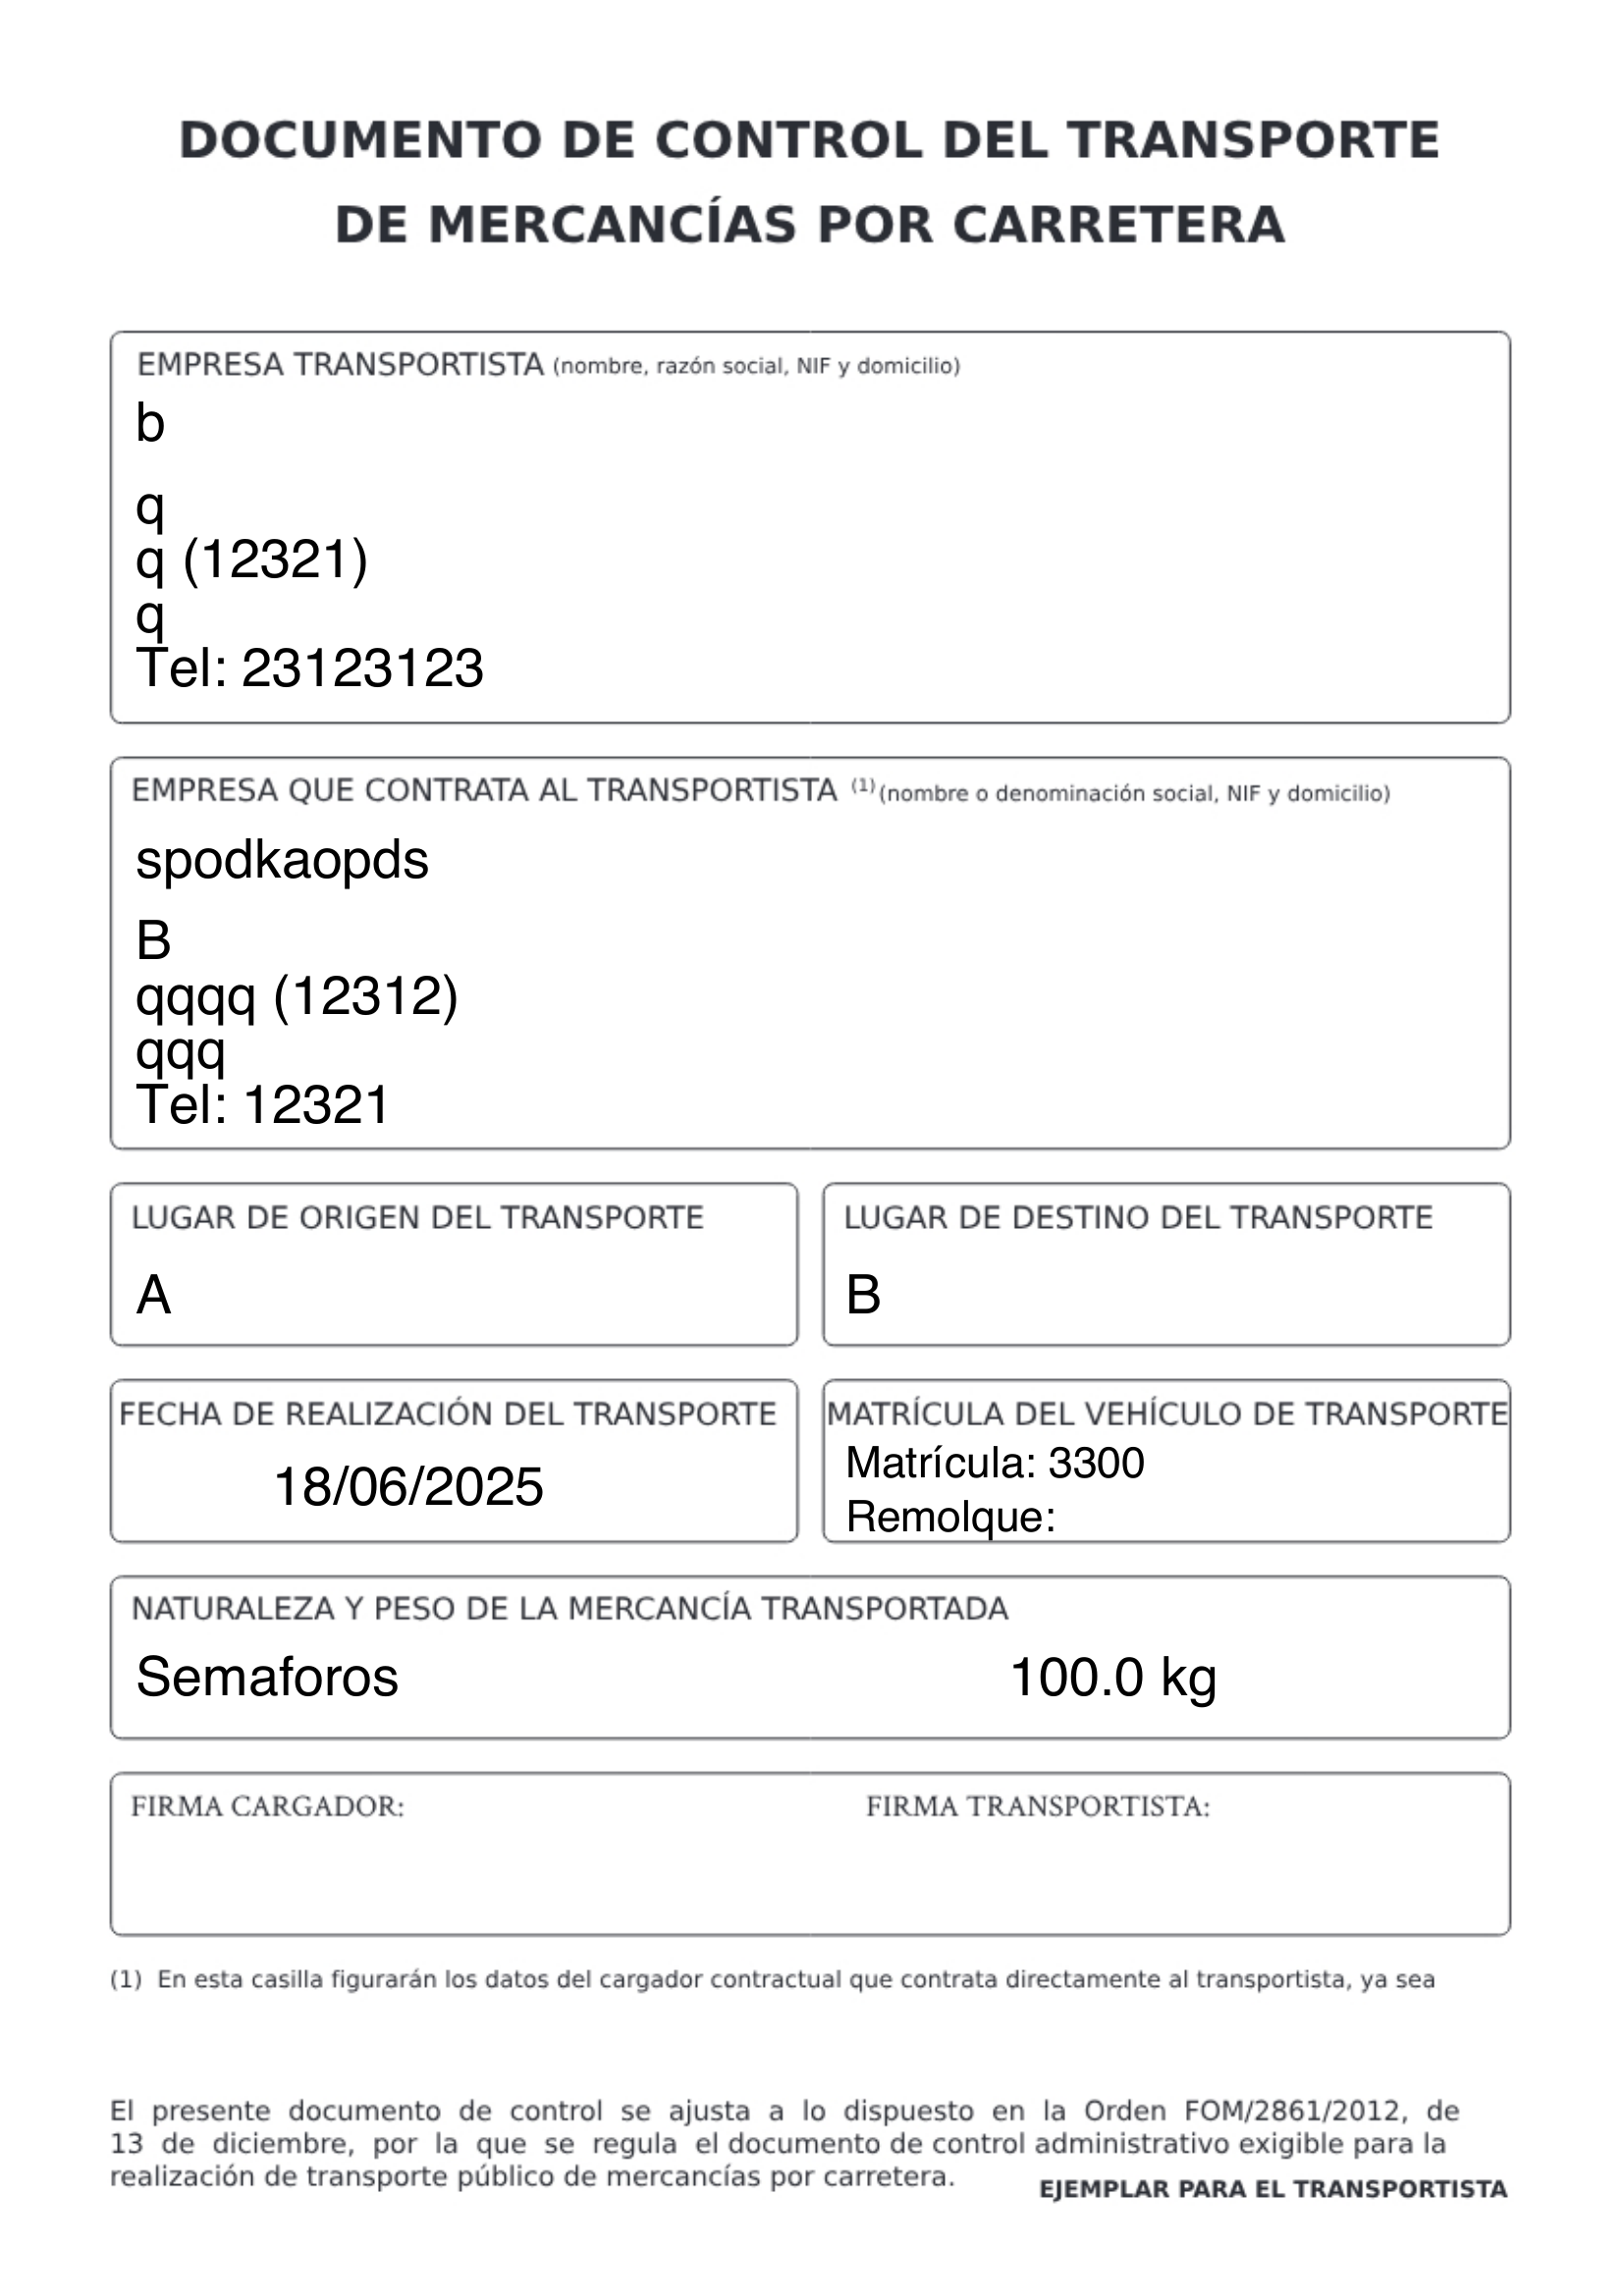 DOCUMENTO DE CONTROL DEL TRANSPORTE
DE MERCANCÍAS POR CARRETERA
EMPRESA TRANSPORTISTA (nombre, razón social, NIF y domicilio)
b
q
q (12321)
q
Tel: 23123123
EMPRESA QUE CONTRATA AL TRANSPORTISTA (1)(nombre o denominación social, NIF y domicilio)
spodkaopds
B
qqqq (12312)
qqq
Tel: 12321
LUGAR DE ORIGEN DEL TRANSPORTE
A
LUGAR DE DESTINO DEL TRANSPORTE
B
FECHA DE REALIZACIÓN DEL TRANSPORTE
18/06/2025
MATRÍCULA DEL VEHÍCULO DE TRANSPORTE
Matrícula: 3300
Remolque:
NATURALEZA Y PESO DE LA MERCANCÍA TRANSPORTADA
Semaforos 100.0 kg
FIRMA CARGADOR: FIRMA TRANSPORTISTA:
(1) En esta casilla figurarán los datos del cargador contractual que contrata directamente al transportista, ya sea
El presente documento de control se ajusta a lo dispuesto en la Orden FOM/2861/2012, de
13 de diciembre, por la que se regula el documento de control administrativo exigible para la
realización de transporte público de mercancías por carretera.
EJEMPLAR PARA EL TRANSPORTISTA